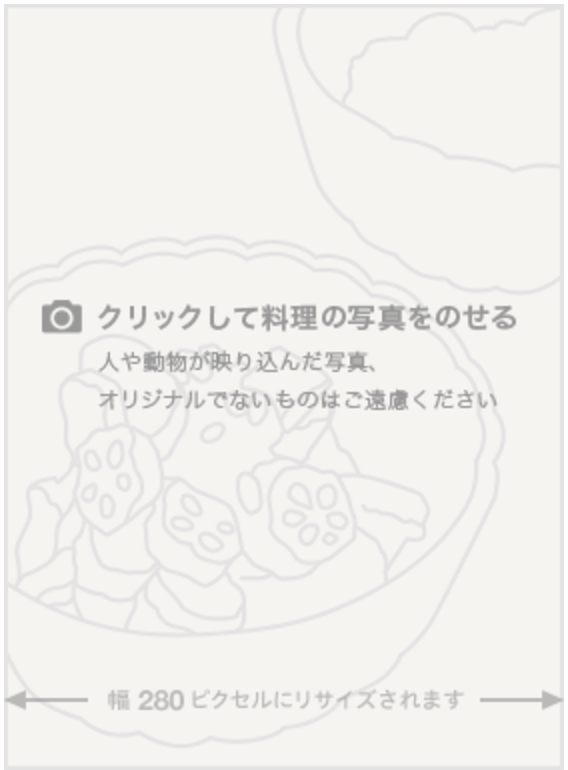 クリックして料理の写真をのせる
人や動物が映り込んだ写真、
オリジナルでないものはご遠慮ください
幅 280 ピクセルにリサイズされます